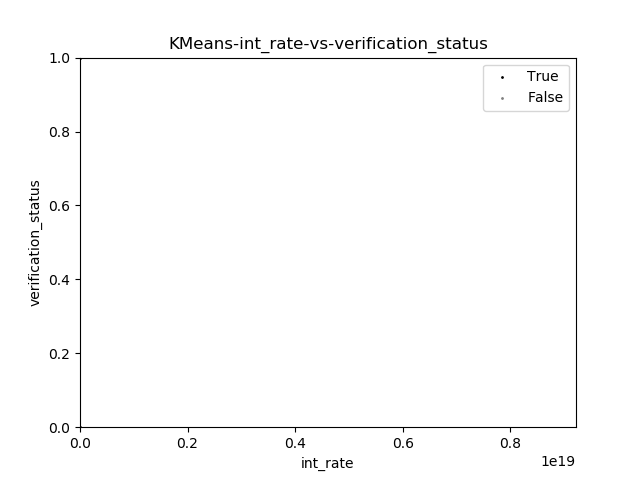 KMeans-int_rate-vs-verification_status
True
False
1.0
0.8
0.6
0.4
0.2
0.0
verification_status
0.0 0.2 0.4 0.6 0.8
1e19
int_rate